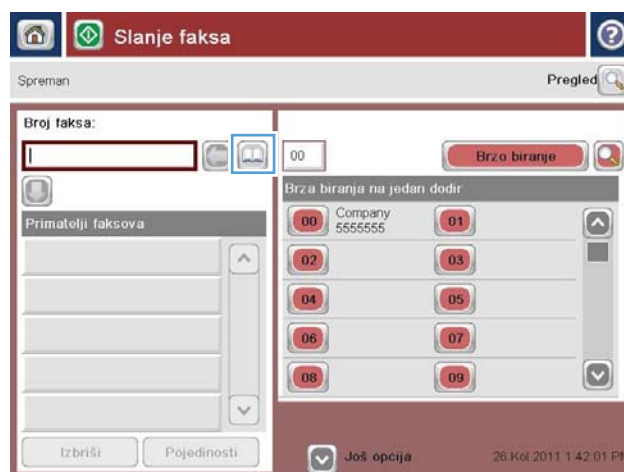 Slanje faksa
Spreman
Pregled
Broj faksa:
00
Brzo biranje
Brza biranja na jedan dodir
Primatelji faksova
00 Company 01
5555555
02 03
04 05
06 07
08 09
Izbriši Pojedinosti
Još opcija
26 Kol 2011 1:42:01 PM